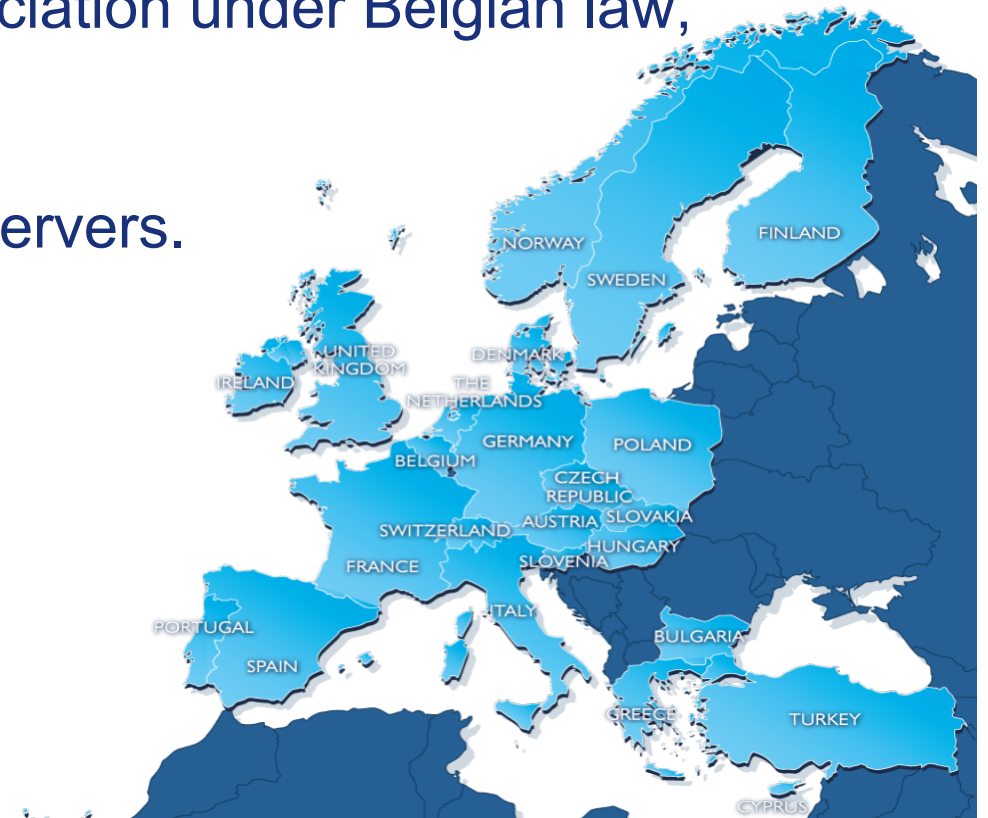 ciation under Belgian law,
ervers.
NORWAY
FINLAND
SWEDEN
UNITED
KINGDOM
DENMARK
IRELAND
THE
NETHERLANDS
GERMANY
POLAND
BELGIUM
CZECH
REPUBLIC
SWITZERLAND
AUSTRIA
SLOVAKIA
HUNGARY
SLOVENIA
FRANCE
ITALY
PORTUGAL
BULGARIA
SPAIN
GREECE
TURKEY
CYPRUS